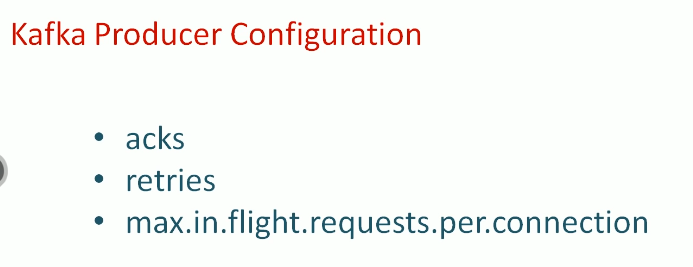 Kafka Producer Configuration
• acks
• retries
• max.in.flight.requests.per.connection